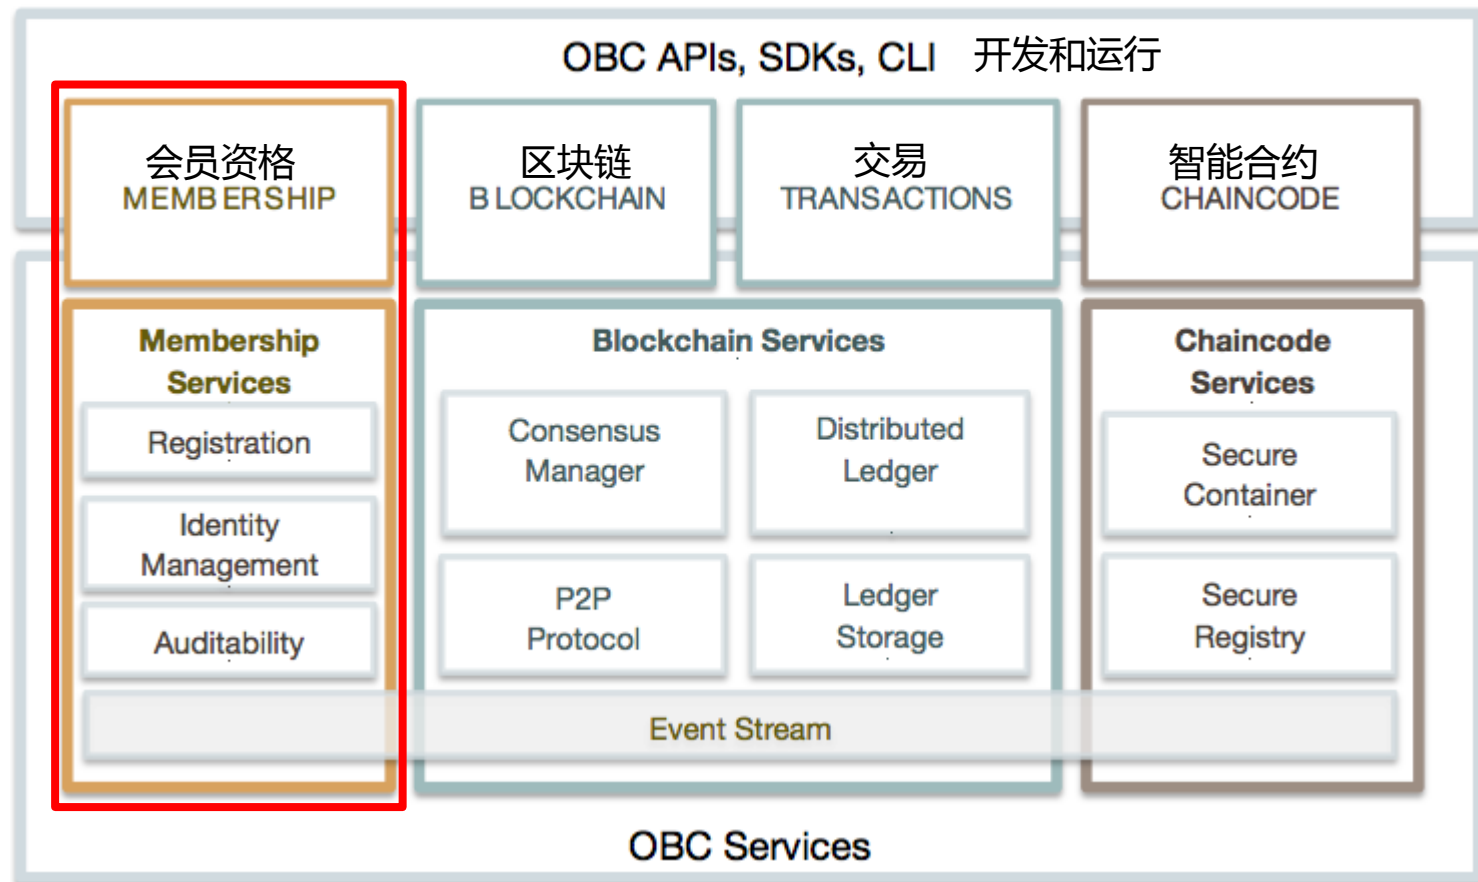 OBC APIs, SDKs, CLI 开发和运行
会员资格
MEMBERSHIP
区块链
BLOCKCHAIN
交易
TRANSACTIONS
智能合约
CHAINCODE
Membership
Services
Registration
Identity
Management
Auditability
Blockchain Services
Consensus
Manager
Distributed
Ledger
P2P
Protocol
Ledger
Storage
Chaincode
Services
Secure
Container
Secure
Registry
Event Stream
OBC Services